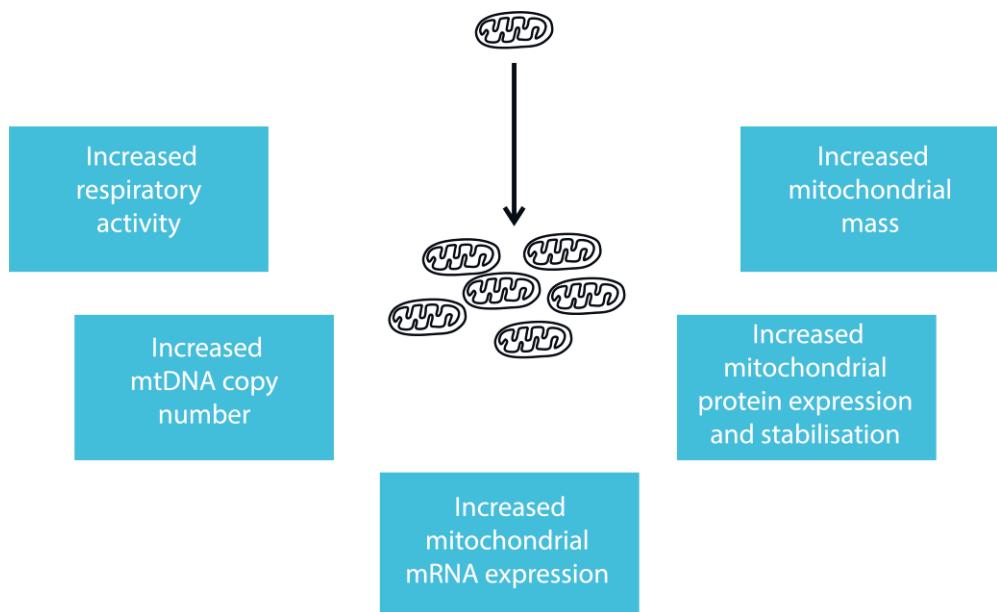 Increased
respiratory
activity
Increased
mitochondrial
mass
Increased
mtDNA copy
number
Increased
mitochondrial
protein expression
and stabilisation
Increased
mitochondrial
mRNA expression